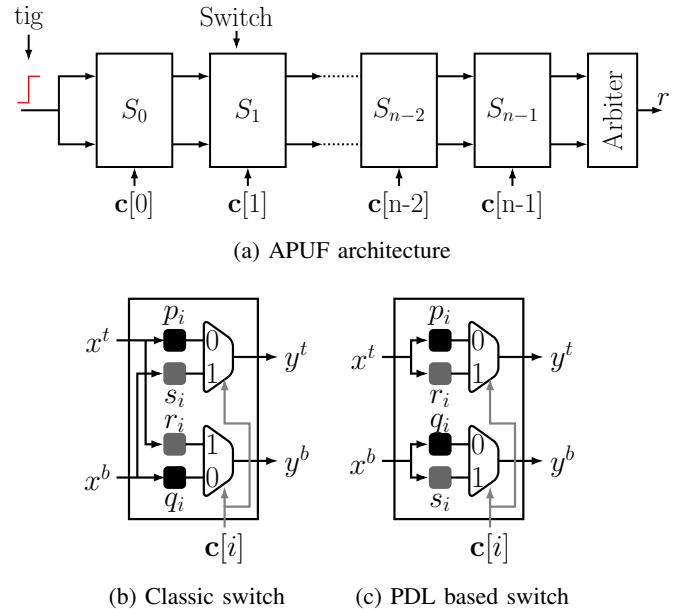 tig
Switch
S₀ S₁ Sₙ₋₂ Sₙ₋₁ Arbiter r
c[0] c[1] c[n-2] c[n-1]
(a) APUF architecture
pᵢ pᵢ
xᵗ 0 yᵗ xᵗ 0 yᵗ
1 1
sᵢ rᵢ
rᵢ qᵢ
1 0
xᵇ 0 yᵇ xᵇ 1 yᵇ
qᵢ sᵢ
c[i] c[i]
(b) Classic switch (c) PDL based switch